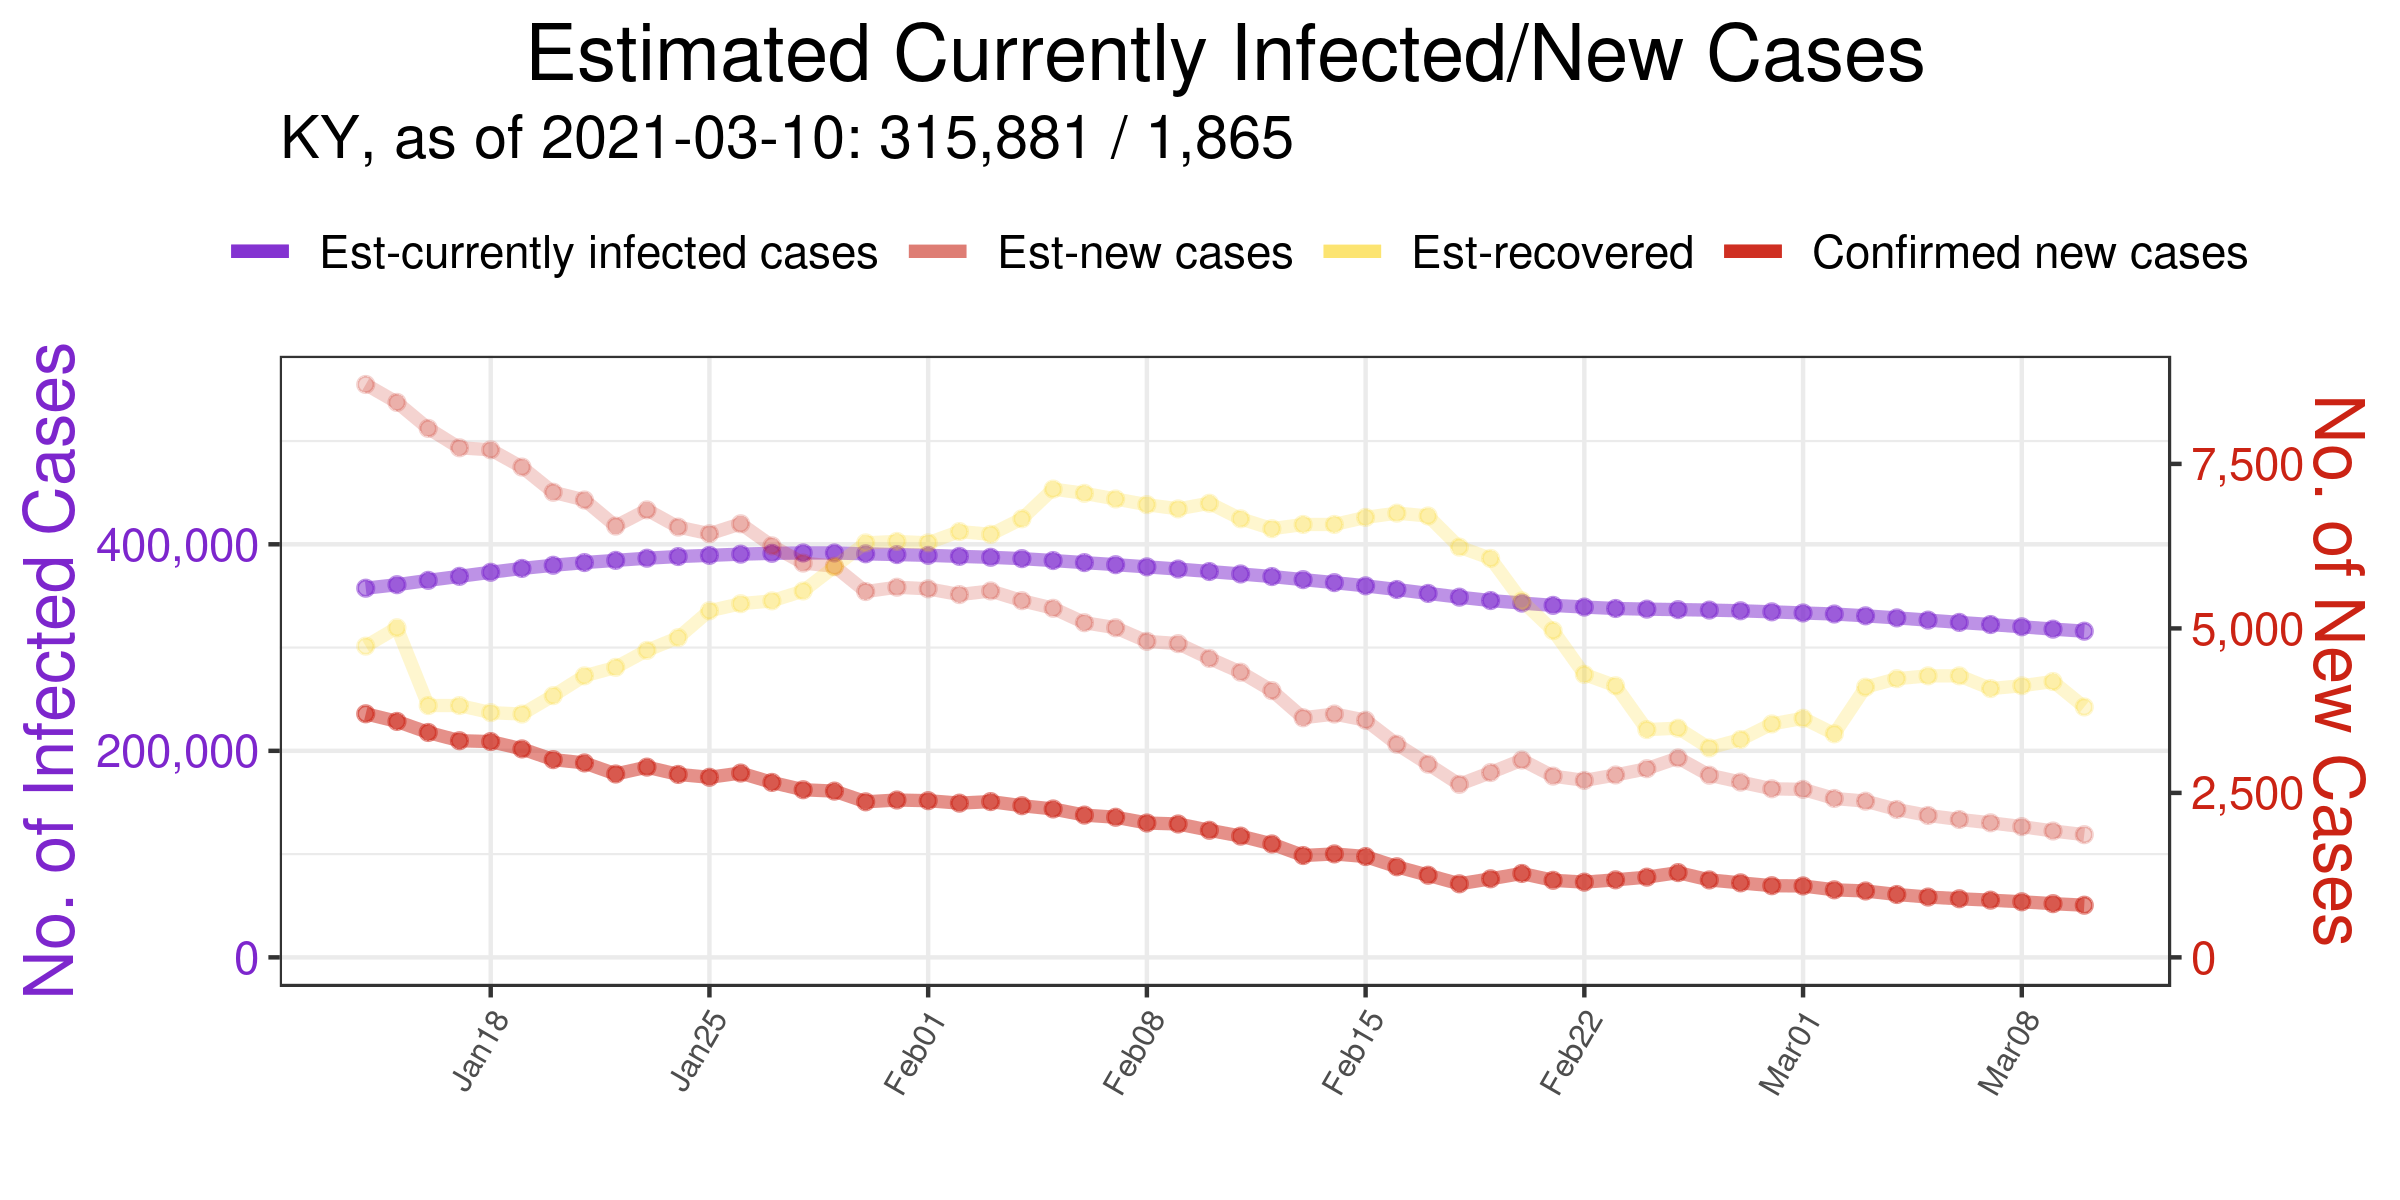 Estimated Currently Infected/New Cases
KY, as of 2021-03-10: 315,881 / 1,865
Est-currently infected cases Est-new cases Est-recovered Confirmed new cases
No. of Infected Cases
400,000
200,000
0
7,500
5,000
2,500
0
No. of New Cases
Jan18 Jan25 Feb01 Feb08 Feb15 Feb22 Mar01 Mar08